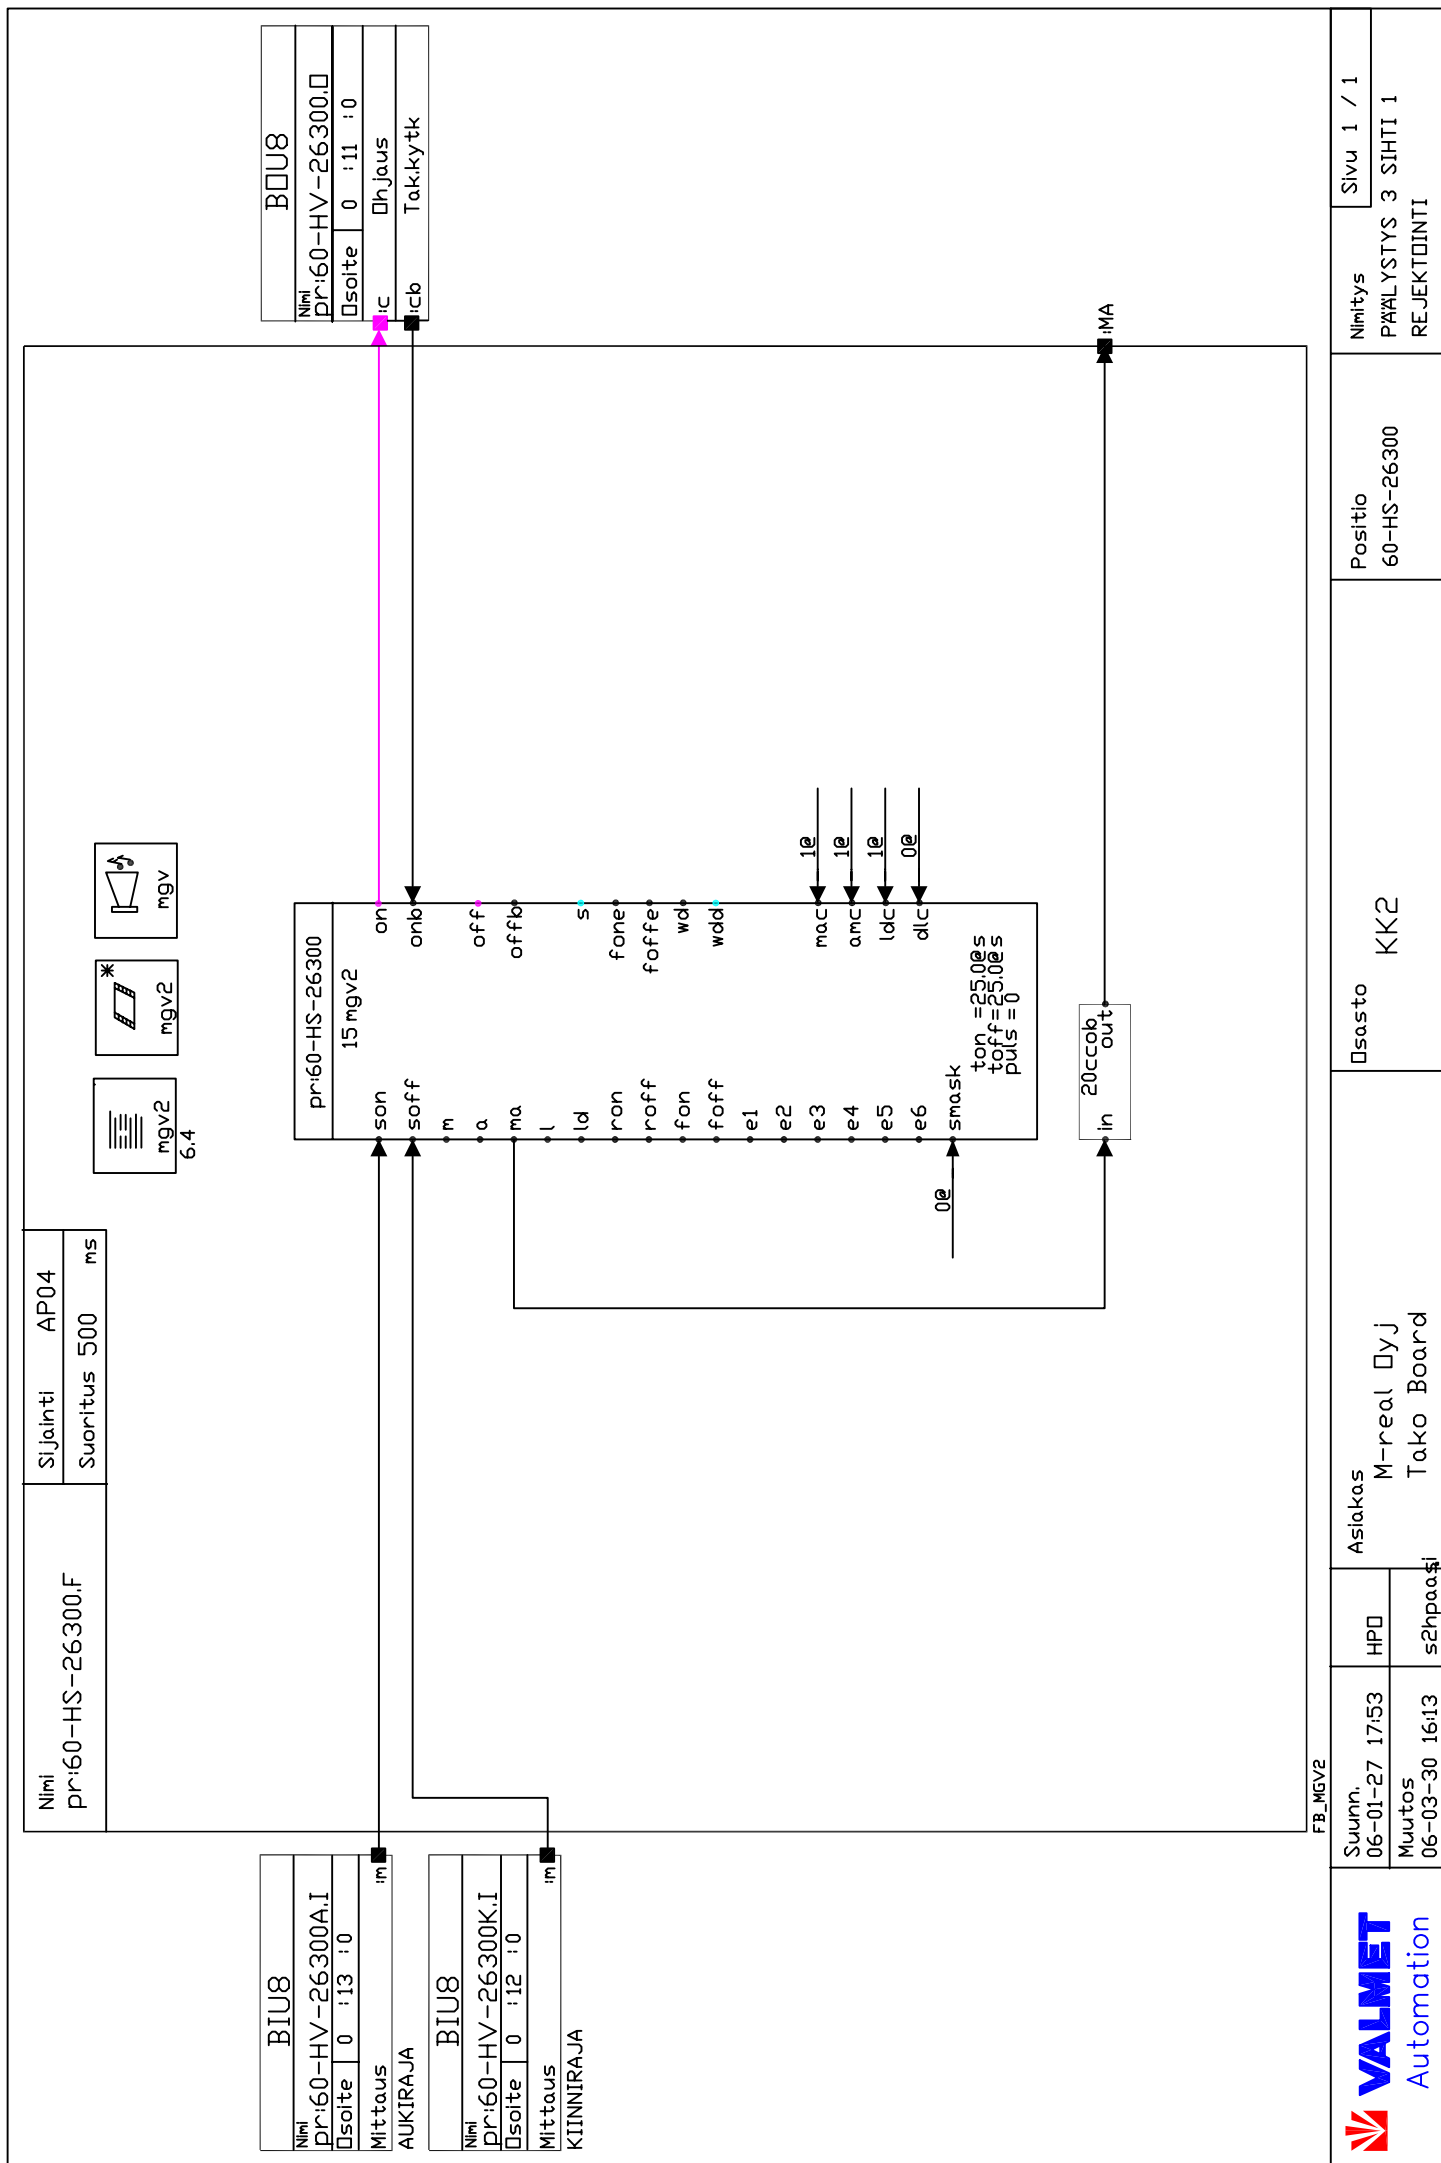 Nimi
pr:60-HS-26300.F
Sijainti AP04
Suoritus 500 ms
mgv2
6,4
mgv2
*
mgv
BIU8
Nimi
pr:60-HV-26300A.I
Osoite 0 :13 :0
Mittaus :m
AUKIRAJA
BIU8
Nimi
pr:60-HV-26300K.I
Osoite 0 :12 :0
Mittaus :m
KIINNIRAJA
pr:60-HS-26300
15 mgv2
son on
soff onb
m
a off
ma offb
l
ld s
ron fone
roff foffe
fon wd
foff wdd
e1
e2
e3 mac
e4 amc
e5 ldc
e6 dlc
smask
ton =25.0@s
toff=25.0@s
puls =0
0@
1@
1@
1@
0@
20ccob
in out
BOU8
Nimi
pr:60-HV-26300.O
Osoite 0 :11 :0
:c Ohjaus
:cb Tak.kytk
:MA
FB_MGV2
VALMET
Automation
Suunn.
06-01-27 17:53 HPO
Muutos
06-03-30 16:13 s2hpaasi
Asiakas
M-real Oyj
Tako Board
Osasto
KK2
Positio
60-HS-26300
Nimitys
PÄÄLYSTYS 3 SIHTI 1
REJEKTOINTI
Sivu 1 / 1